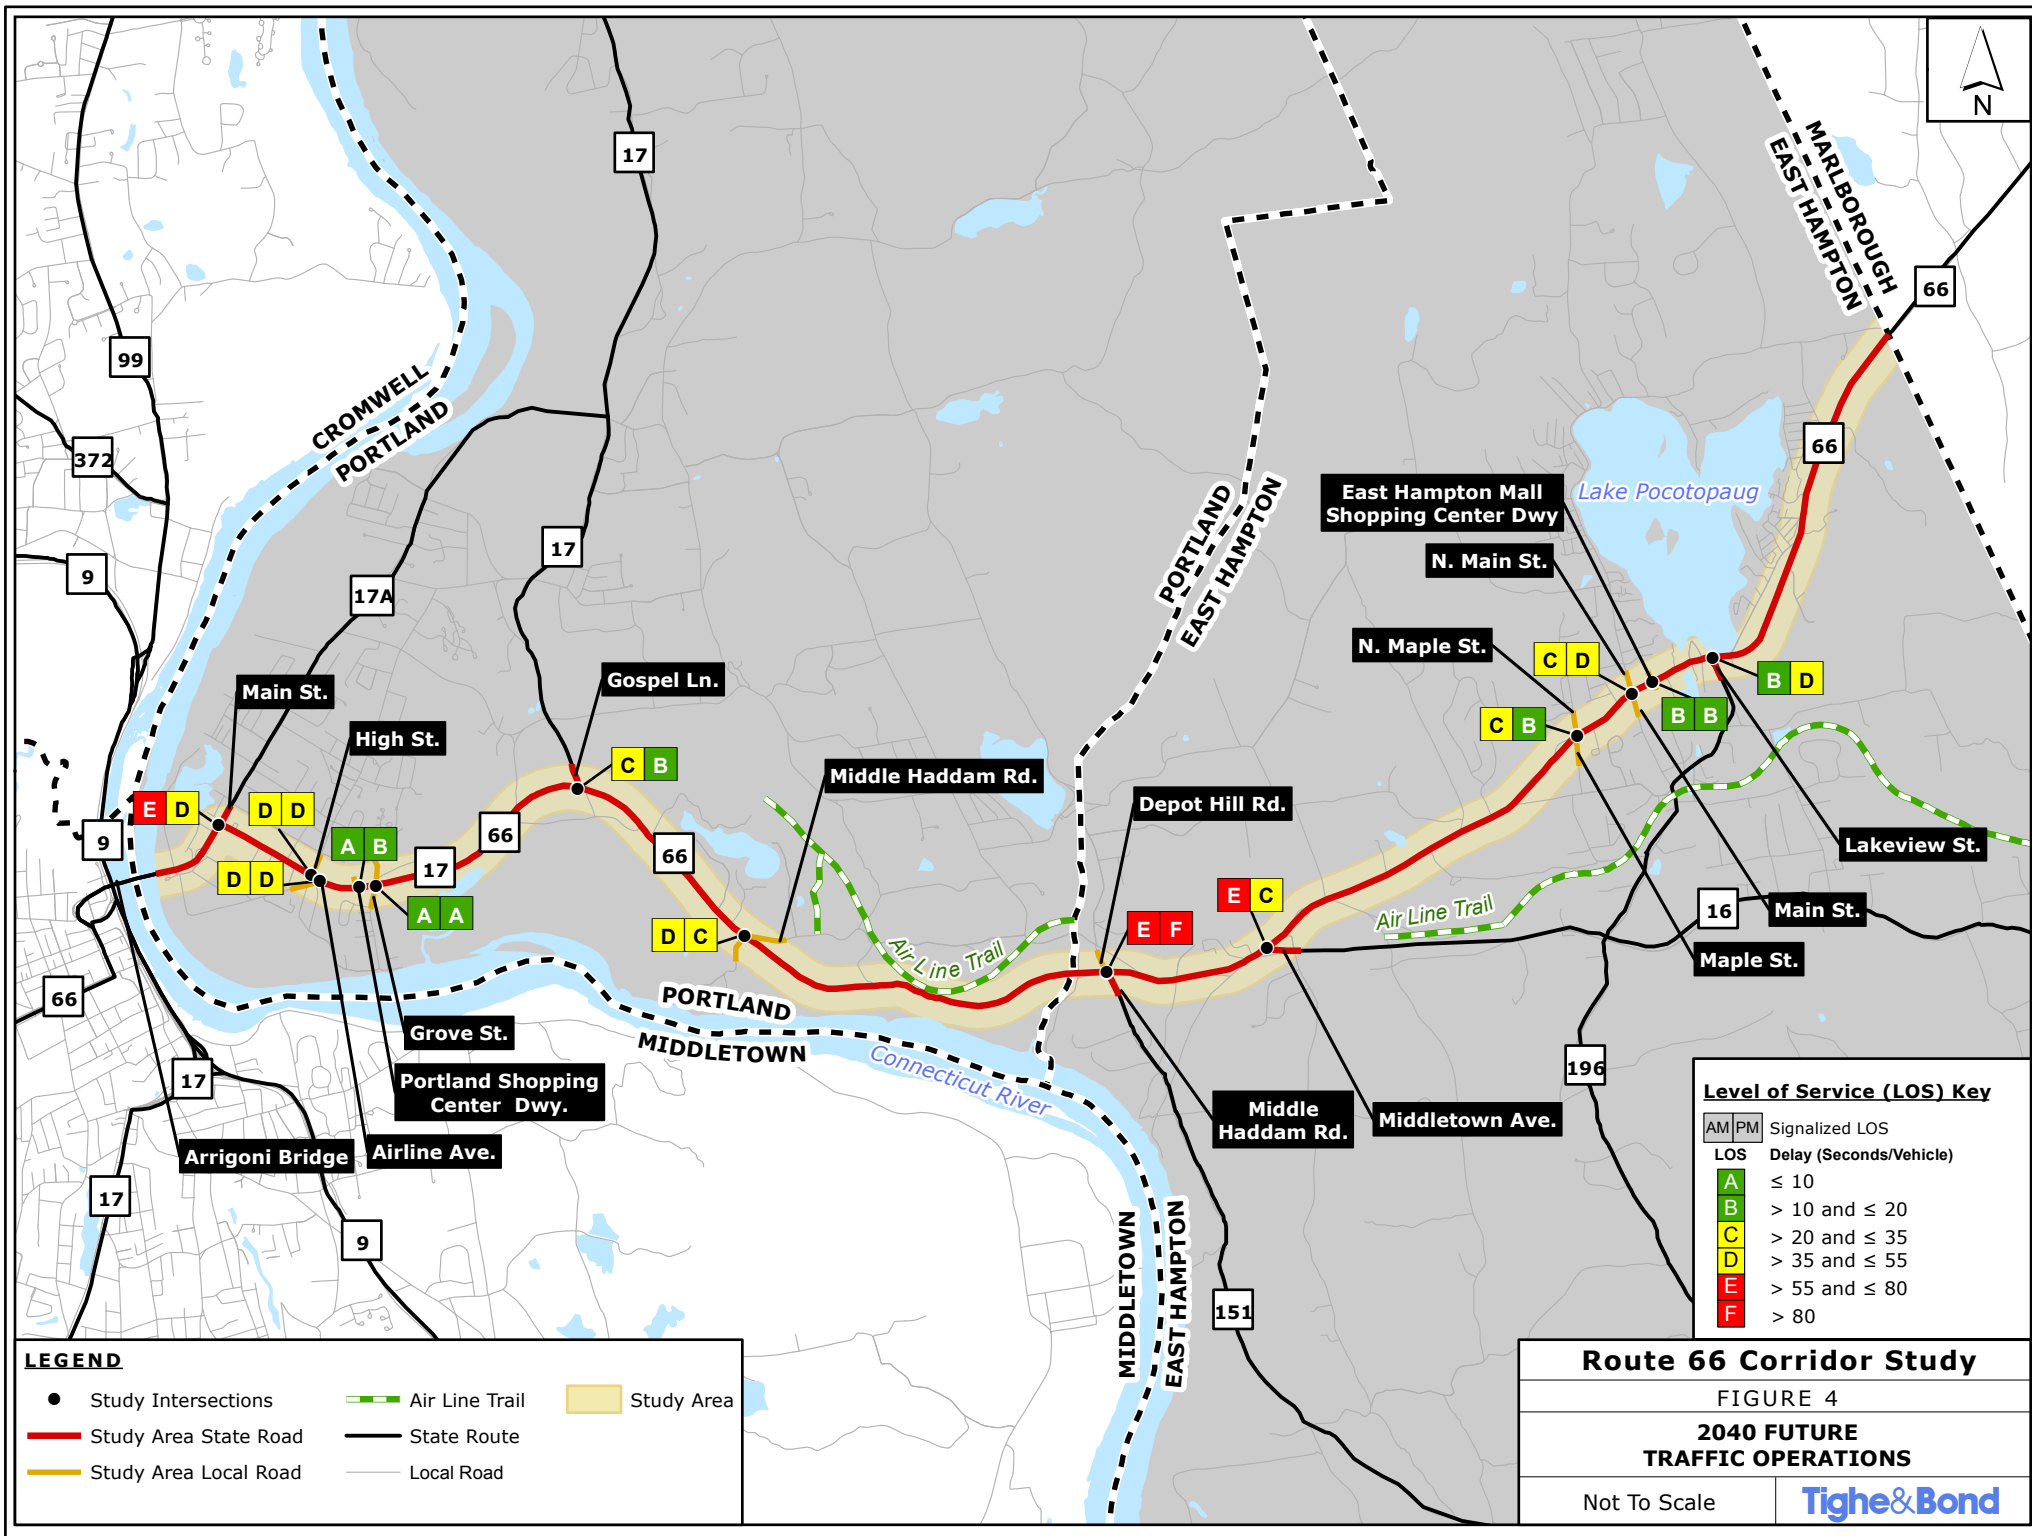 N
MARLBOROUGH
EAST HAMPTON
17
66
99
CROMWELL
PORTLAND
372
66
East Hampton Mall
Shopping Center Dwy
Lake Pocotopaug
PORTLAND
EAST HAMPTON
17
N. Main St.
9
17A
N. Maple St.
C D
Gospel Ln.
Main St.
B D
High St.
C B
B B
C B
Middle Haddam Rd.
Depot Hill Rd.
E D
D D
66
9
A B
66
Lakeview St.
17
D D
E C
A A
Air Line Trail
16
Main St.
E F
D C
Air Line Trail
Maple St.
66
PORTLAND
MIDDLETOWN
Grove St.
Connecticut River
17
Portland Shopping
Center Dwy.
196
Middle
Haddam Rd.
Middletown Ave.
Arrigoni Bridge
Airline Ave.
17
9
MIDDLETOWN
EAST HAMPTON
151
Level of Service (LOS) Key
AM PM Signalized LOS
LOS Delay (Seconds/Vehicle)
A ≤ 10
B > 10 and ≤ 20
C > 20 and ≤ 35
D > 35 and ≤ 55
E > 55 and ≤ 80
F > 80
LEGEND
Study Intersections
Air Line Trail
Study Area
Study Area State Road
State Route
Study Area Local Road
Local Road
Route 66 Corridor Study
FIGURE 4
2040 FUTURE
TRAFFIC OPERATIONS
Not To Scale
Tighe&Bond